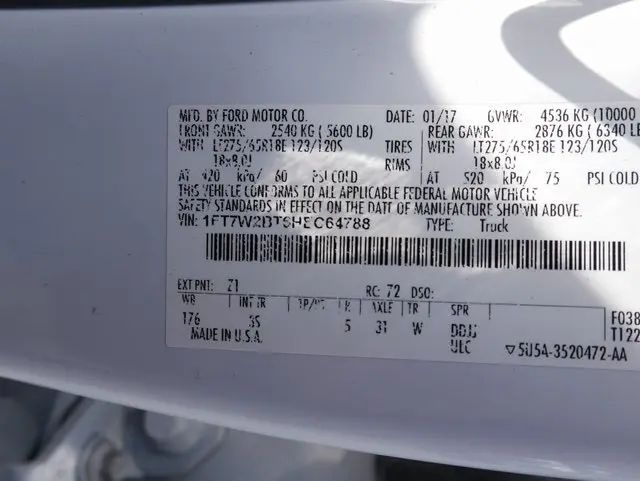 MFD. BY FORD MOTOR CO. DATE: 01/17 GVWR: 4536 KG (10000
FRONT GAWR: 2540 KG ( 5600 LB) REAR GAWR: 2876 KG ( 6340 LB
WITH LT275/65R18E 123/120S TIRES WITH LT275/65R18E 123/120S
18x8.0J RIMS 18x8.0J
AT 420 kPa/ 60 PSI COLD AT 520 kPa/ 75 PSI COLD
THIS VEHICLE CONFORMS TO ALL APPLICABLE FEDERAL MOTOR VEHICLE
SAFETY STANDARDS IN EFFECT ON THE DATE OF MANUFACTURE SHOWN ABOVE.
VIN: 1FT7W2BT6HEC64788 TYPE: Truck
EXT PNT: Z1 RC: 72 DSO:
WB INT TR TP/PS R AXLE TR SPR F038
176 3S 5 31 W DDJJ T122
MADE IN U.S.A. ULC ▽5U5A-3520472-AA